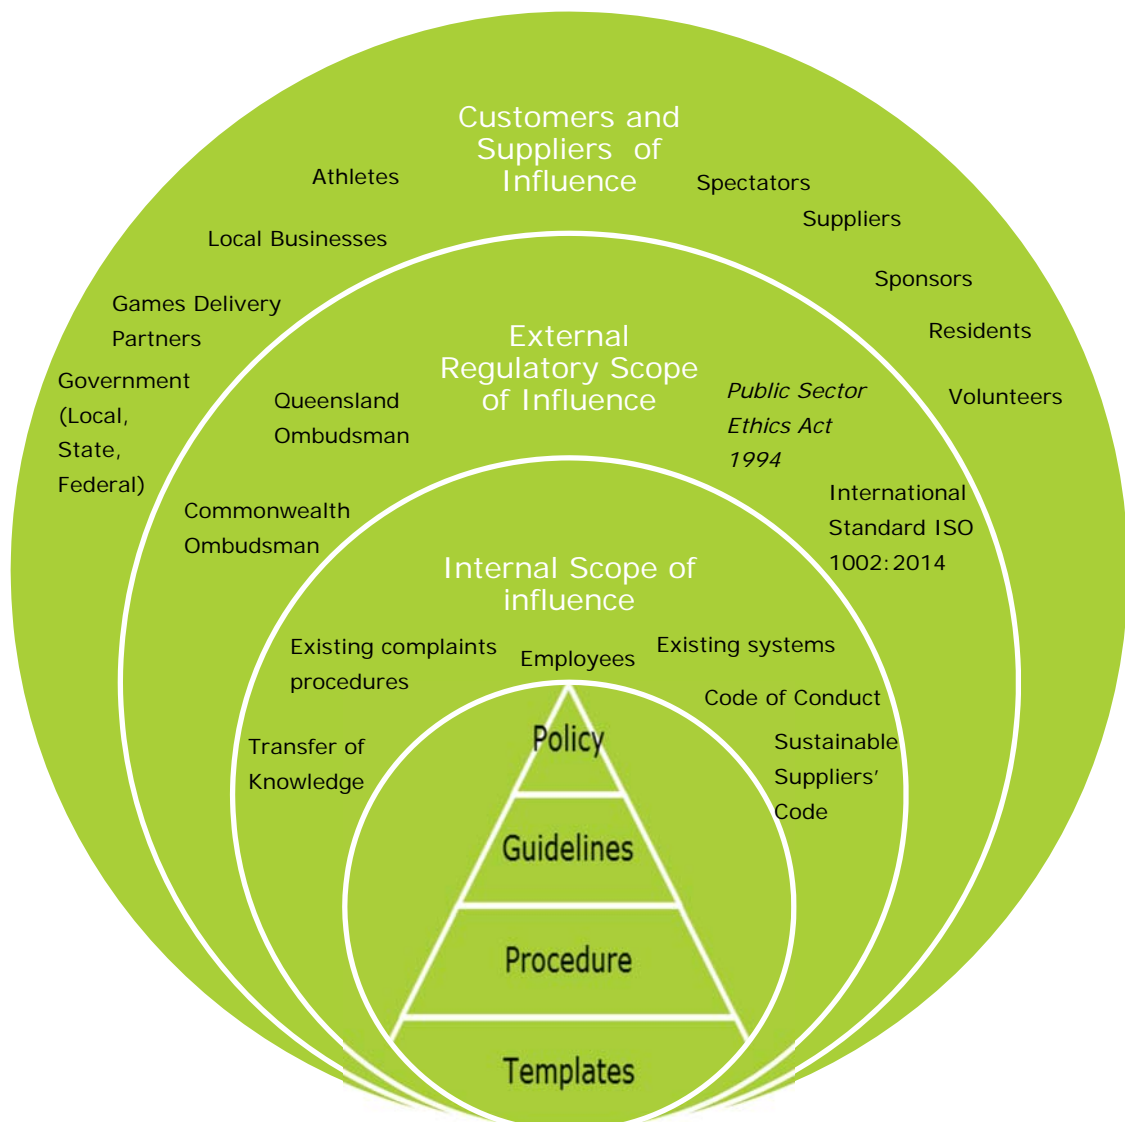 Customers and
Suppliers of
Influence
Athletes
Spectators
Suppliers
Local Businesses
Sponsors
Games Delivery
Partners
Residents
Government
(Local,
State,
Federal)
Volunteers
External
Regulatory Scope
of Influence
Queensland
Ombudsman
Public Sector
Ethics Act
1994
Commonwealth
Ombudsman
International
Standard ISO
1002:2014
Internal Scope of
influence
Existing complaints
procedures
Employees
Existing systems
Code of Conduct
Transfer of
Knowledge
Sustainable
Suppliers’
Code
Policy
Guidelines
Procedure
Templates